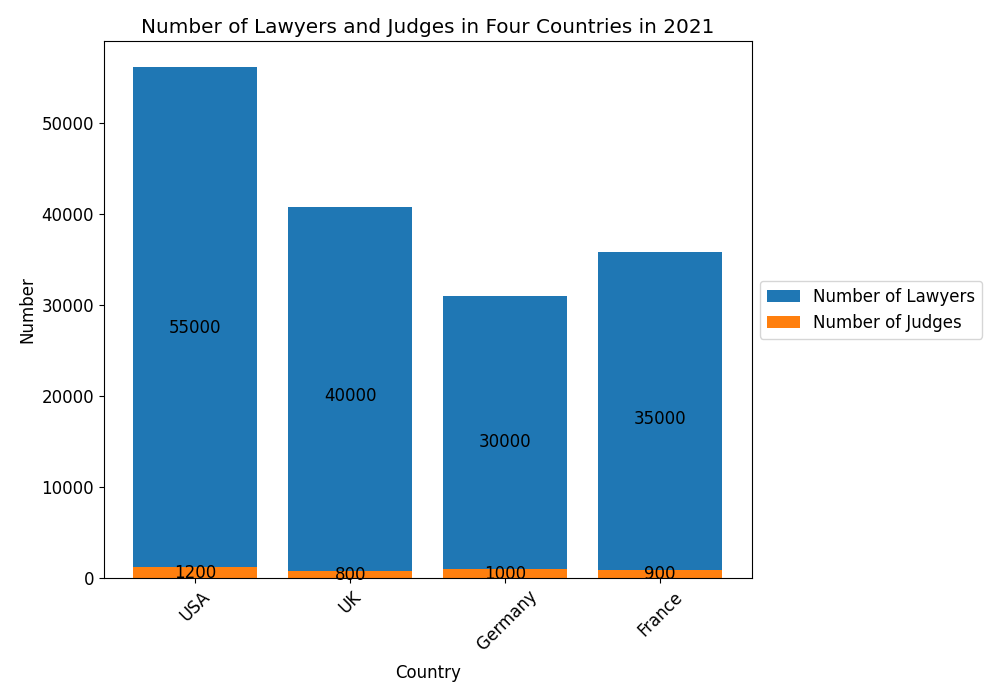 Number of Lawyers and Judges in Four Countries in 2021
Number
50000
40000
30000
20000
10000
0
55000
40000
30000
35000
1200
800
1000
900
USA
UK
Germany
France
Country
Number of Lawyers
Number of Judges